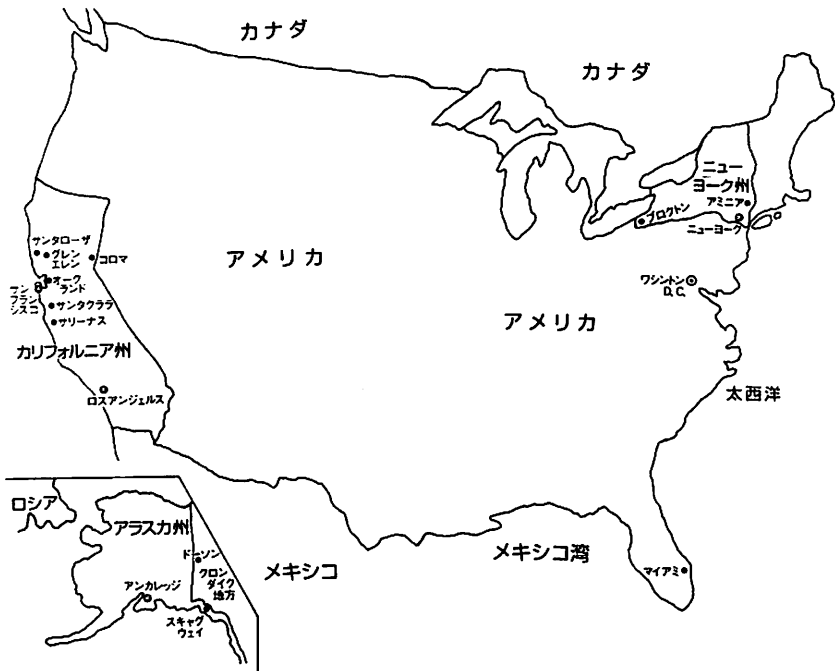 カナダ
カナダ
ニュー
ヨーク州
アミニア
ブロクトン
ニューヨーク
サンタローザ
グレン
エレン
コロマ
アメリカ
サン
フラン
シスコ
オーク
ランド
サンタクララ
サリーナス
ワシントン
D.C.
アメリカ
カリフォルニア州
ロスアンジェルス
太西洋
ロシア
アラスカ州
ドーソン
クロン
ダイク
地方
アンカレッジ
スキャグ
ウェイ
メキシコ
メキシコ湾
マイアミ